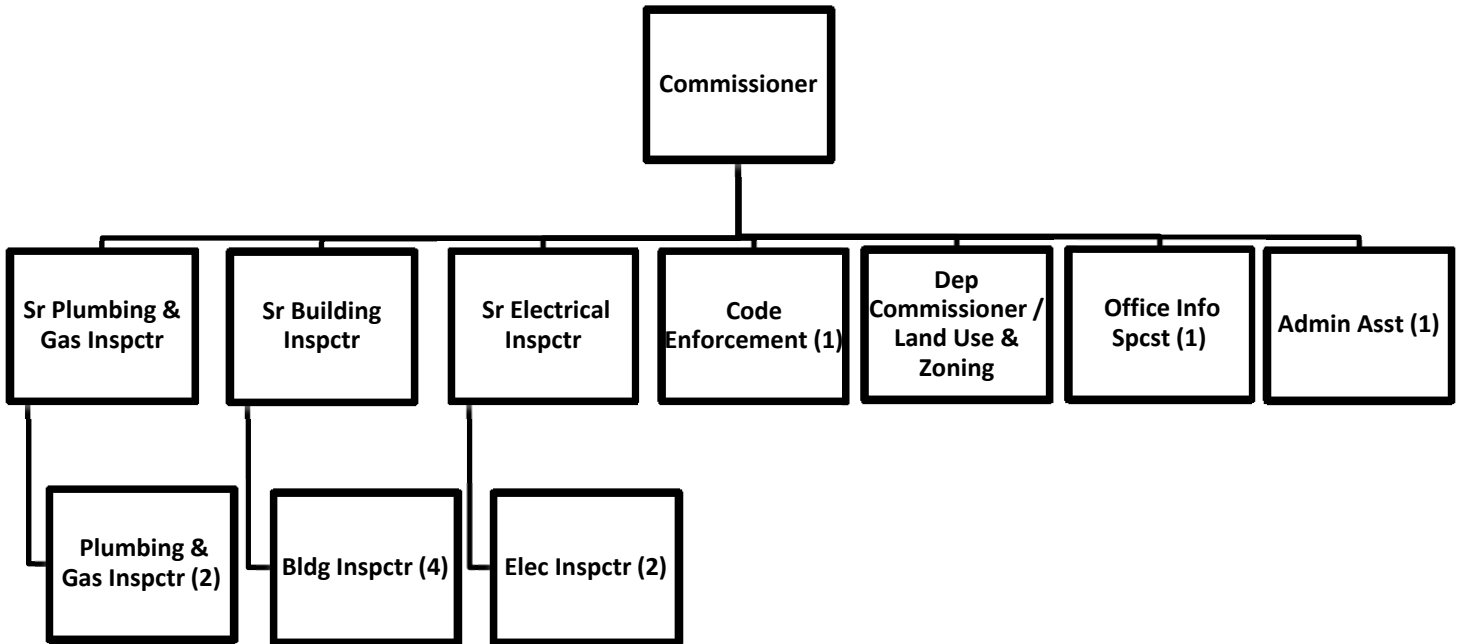 Commissioner
Sr Plumbing &
Gas Inspctr
Sr Building
Inspctr
Sr Electrical
Inspctr
Code
Enforcement (1)
Dep
Commissioner /
Land Use &
Zoning
Office Info
Spcst (1)
Admin Asst (1)
Plumbing &
Gas Inspctr (2)
Bldg Inspctr (4)
Elec Inspctr (2)